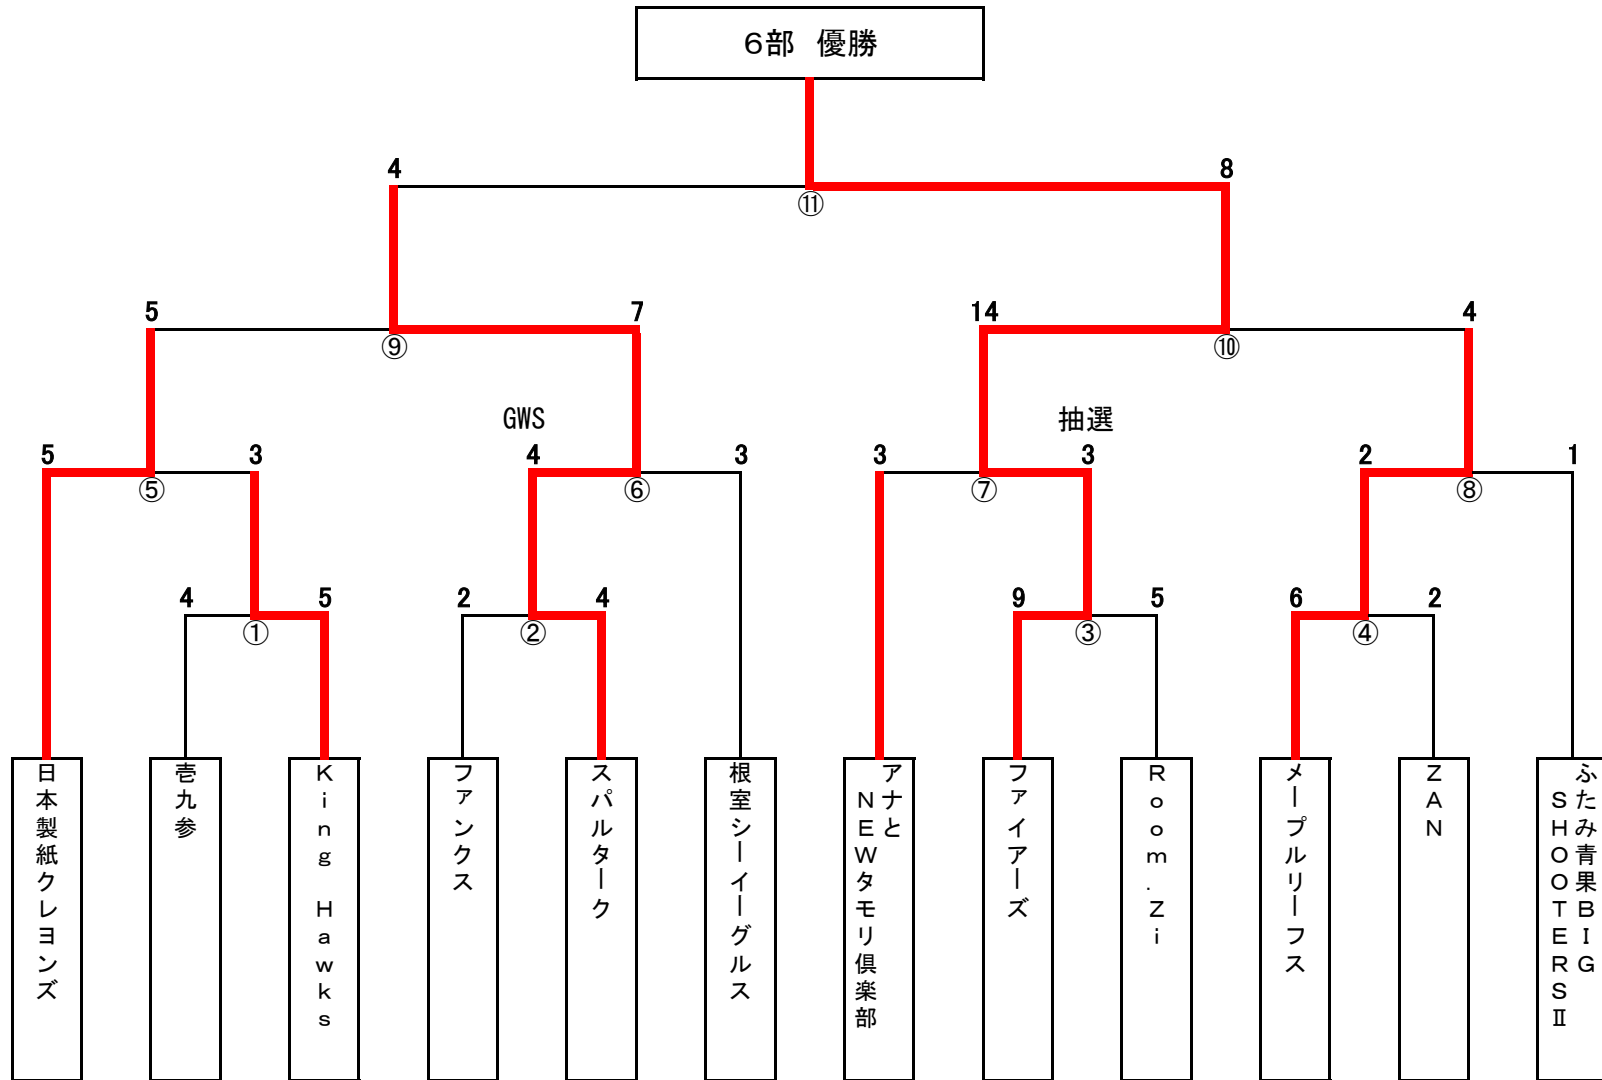 6部 優勝
4
8
⑪
5
7
14
4
⑨
⑩
GWS
抽選
5
3
4
3
3
3
2
1
⑤
⑥
⑦
⑧
4
5
2
4
9
5
6
2
①
②
③
④
日本製紙クレヨンズ
壱九参
King Hawks
ファンクス
スパルターク
根室シーイーグルス
アナと
NEWタモリ倶楽部
ファイアーズ
Room.Zi
メープルリーフス
ZAN
ふたみ青果BIG
SHOOTERSⅡ